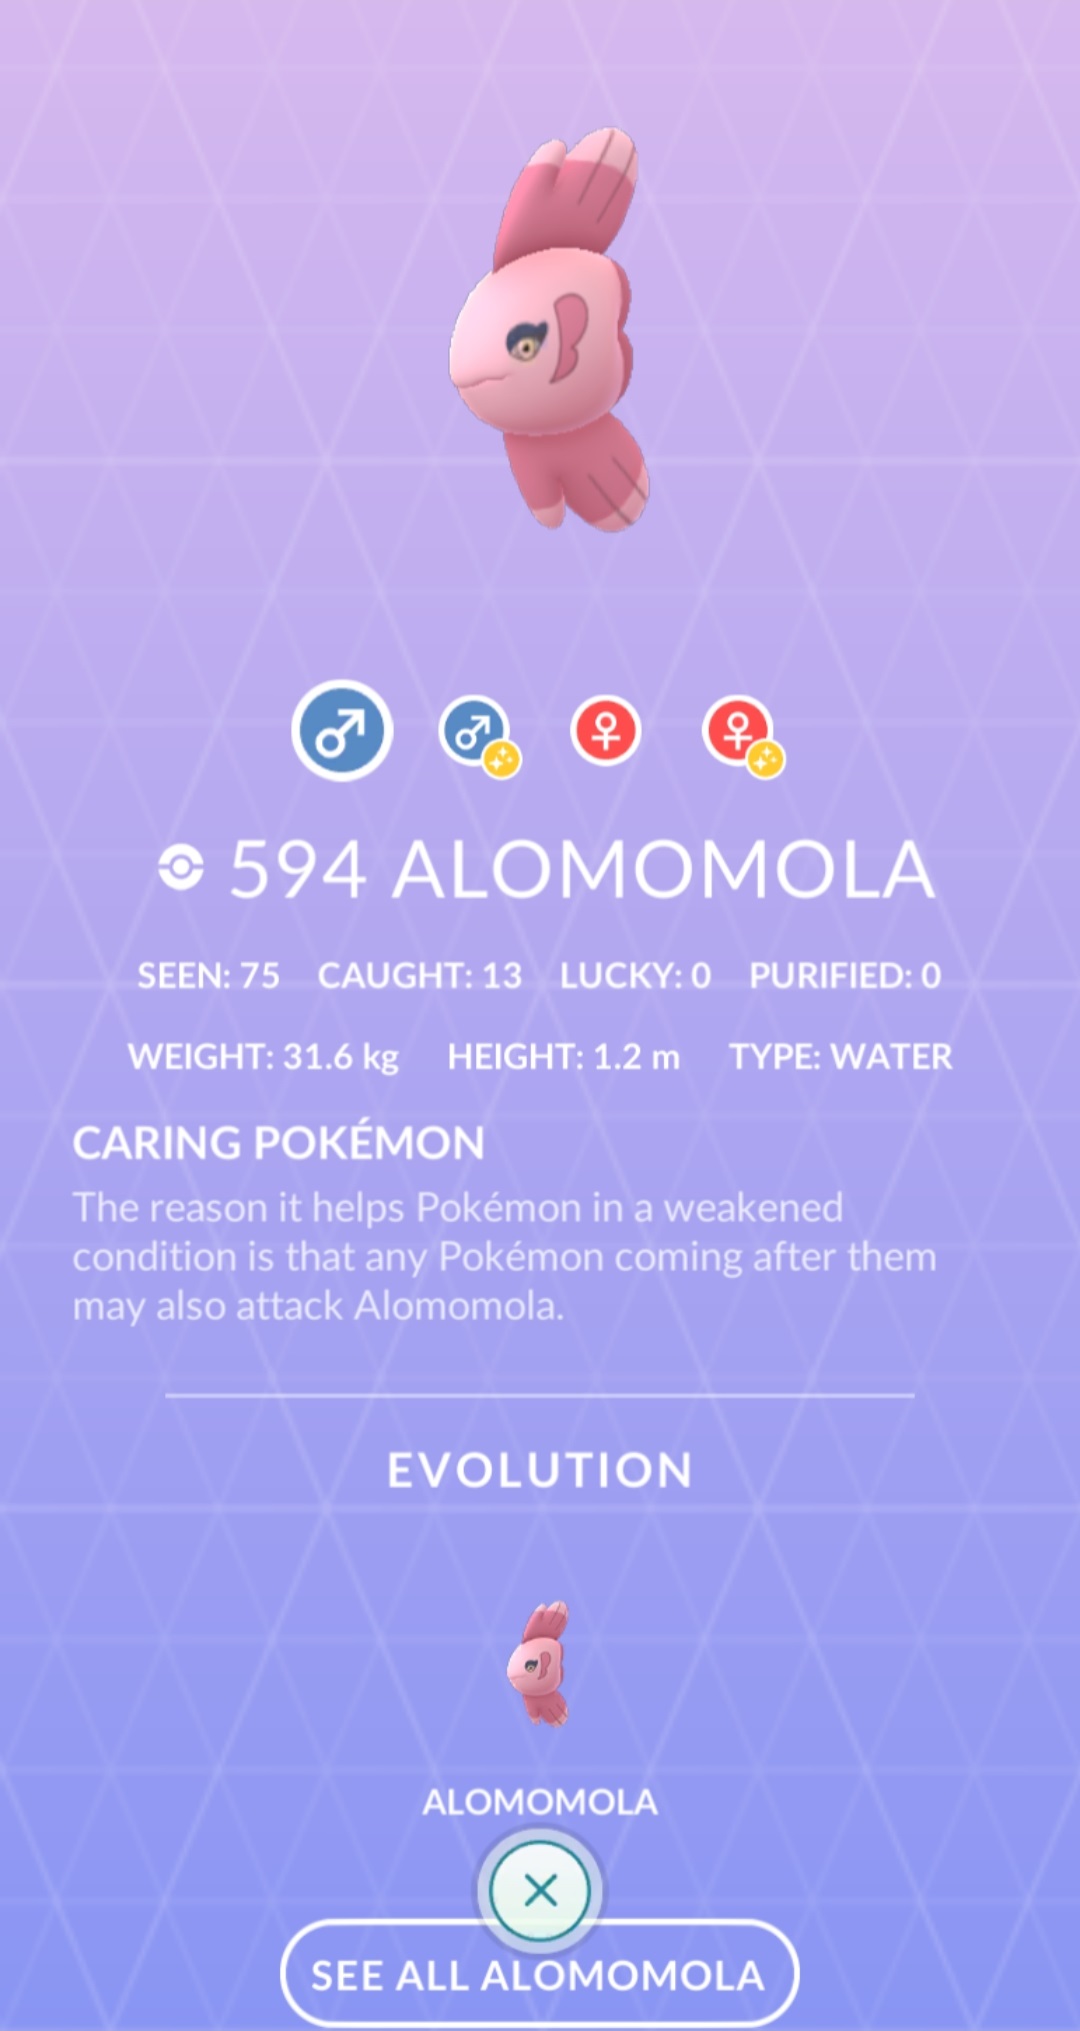 594 ALOMOMOLA
SEEN: 75 CAUGHT: 13 LUCKY: 0 PURIFIED: 0
WEIGHT: 31.6 kg HEIGHT: 1.2 m TYPE: WATER
CARING POKÉMON
The reason it helps Pokémon in a weakened
condition is that any Pokémon coming after them
may also attack Alomomola.
EVOLUTION
ALOMOMOLA
SEE ALL ALOMOMOLA